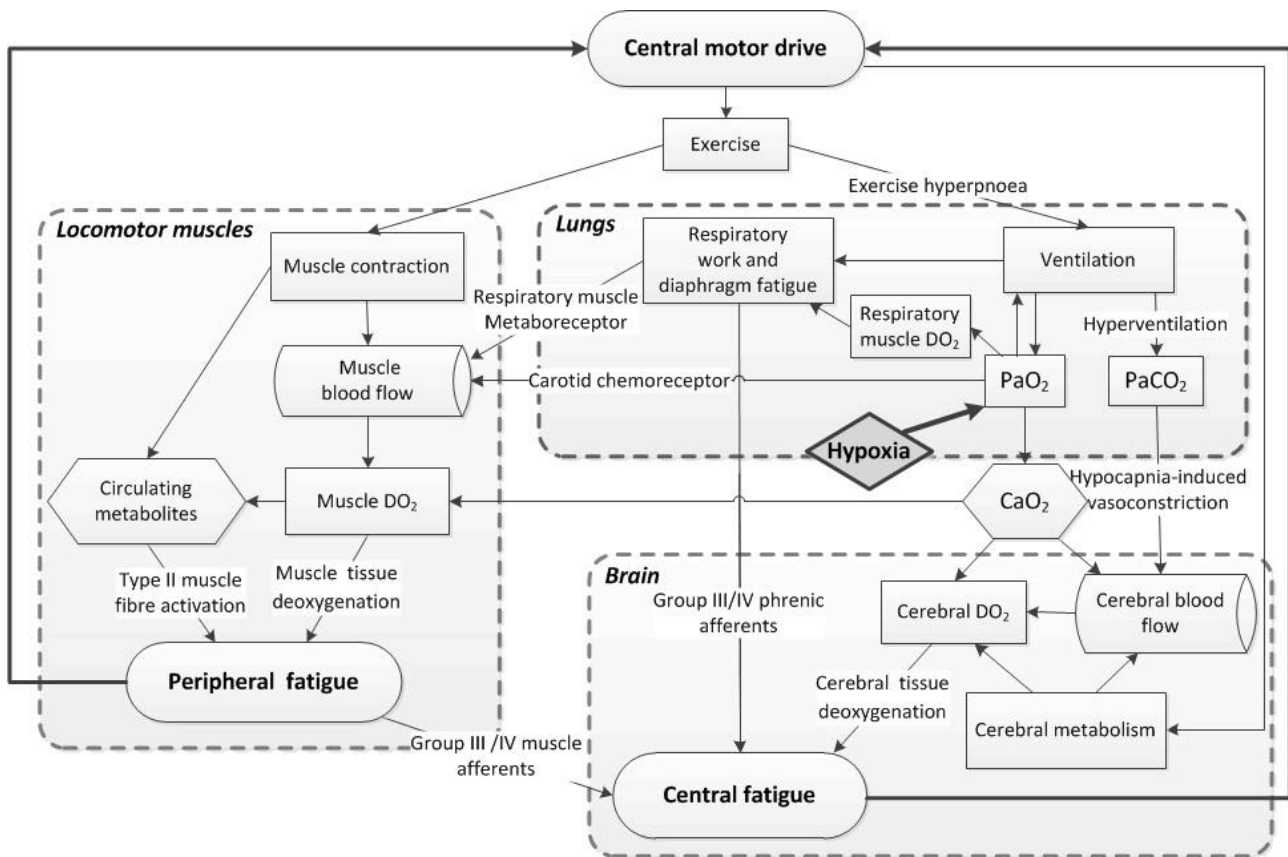 Central motor drive
Exercise
Exercise hyperpnoea
Locomotor muscles
Lungs
Muscle contraction
Respiratory
work and
diaphragm fatigue
Ventilation
Respiratory muscle
Metaboreceptor
Respiratory
muscle DO₂
Hyperventilation
Muscle
blood flow
Carotid chemoreceptor
PaO₂
PaCO₂
Hypoxia
Circulating
metabolites
Muscle DO₂
CaO₂
Hypocapnia-induced
vasoconstriction
Type II muscle
fibre activation
Muscle tissue
deoxygenation
Brain
Group III/IV phrenic
afferents
Cerebral DO₂
Cerebral blood
flow
Peripheral fatigue
Cerebral tissue
deoxygenation
Cerebral metabolism
Group III /IV muscle
afferents
Central fatigue